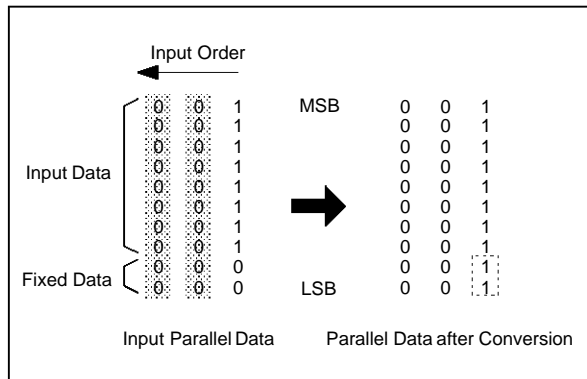 Input Order
0 0 1 MSB 0 0 1
0 0 1 0 0 1
0 0 1 0 0 1
0 0 1 0 0 1
Input Data 0 0 1 0 0 1
0 0 1 0 0 1
0 0 1 0 0 1
0 0 1 0 0 1
Fixed Data 0 0 0 0 0 1
0 0 0 LSB 0 0 1
Input Parallel Data Parallel Data after Conversion